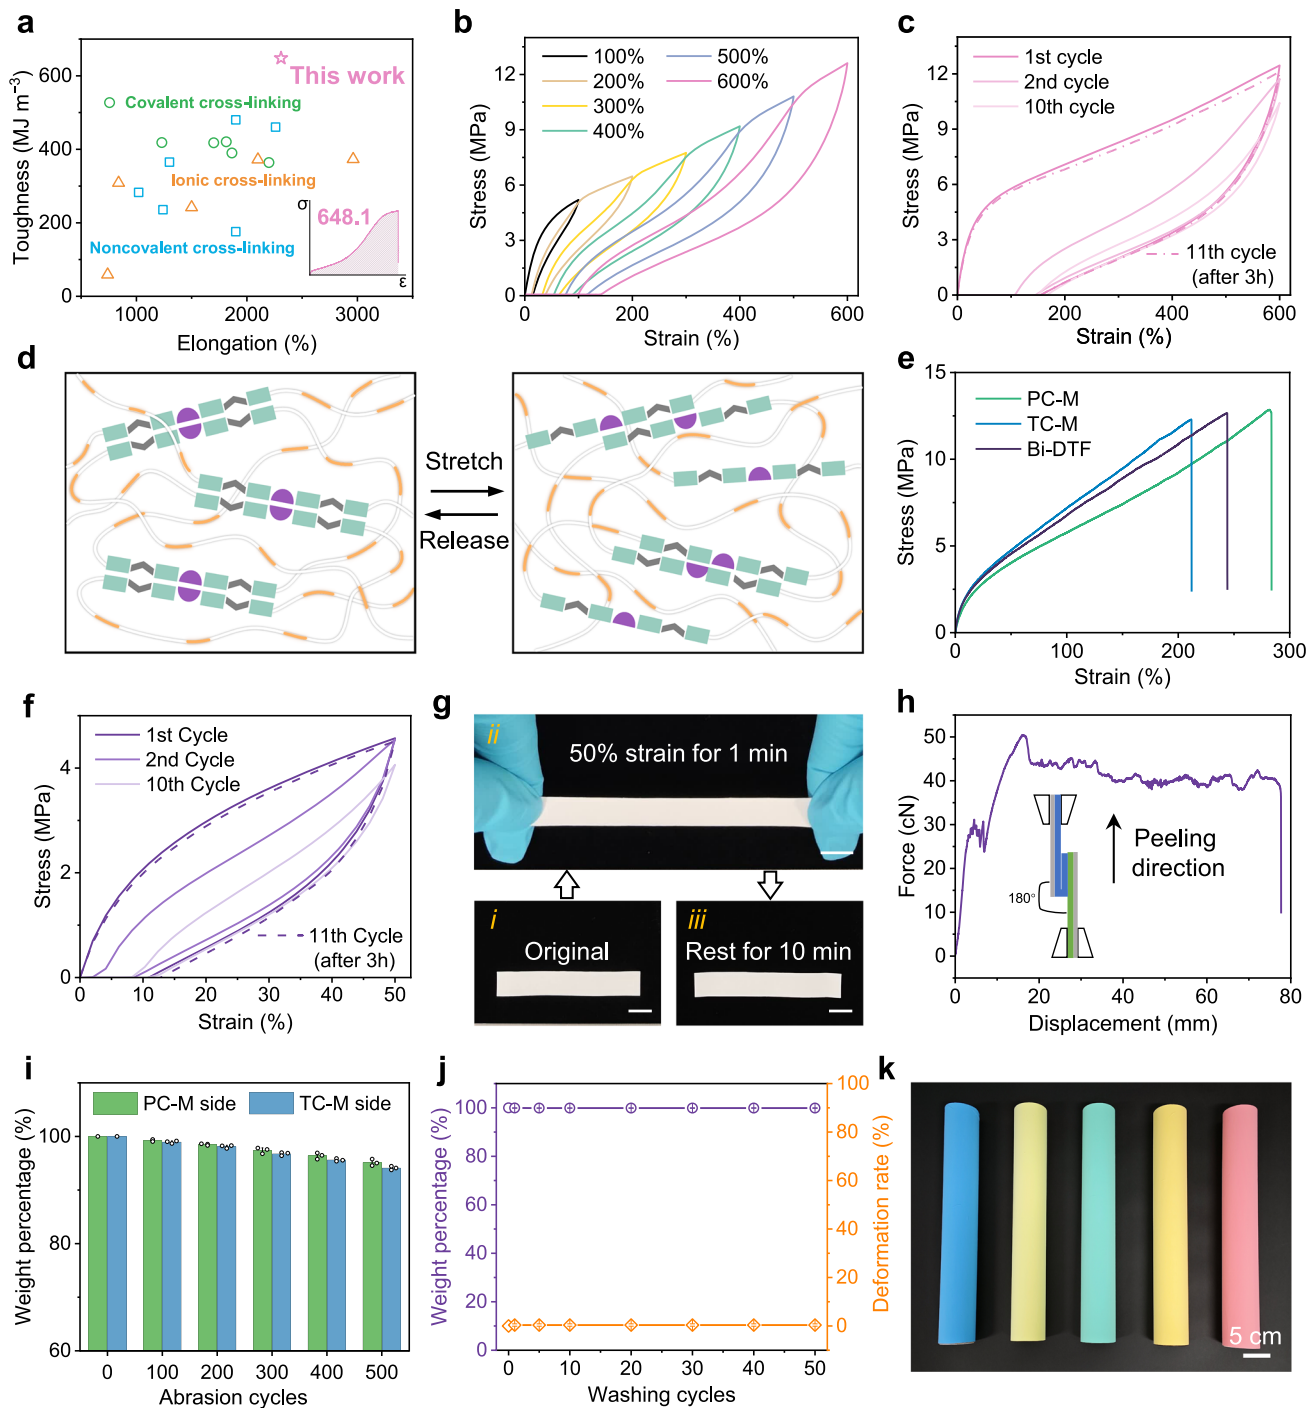 a
Toughness (MJ m⁻³)
600
400
200
0
1000
2000
3000
Elongation (%)
This work
Covalent cross-linking
Ionic cross-linking
Noncovalent cross-linking
σ
648.1
ε
b
Stress (MPa)
12
9
6
3
0
0
200
400
600
Strain (%)
100%
200%
300%
400%
500%
600%
c
Stress (MPa)
12
9
6
3
0
0
200
400
600
Strain (%)
1st cycle
2nd cycle
10th cycle
11th cycle
(after 3h)
d
Stretch
Release
e
Stress (MPa)
15
10
5
0
0
100
200
300
Strain (%)
PC-M
TC-M
Bi-DTF
f
Stress (MPa)
4
2
0
0
10
20
30
40
50
Strain (%)
1st Cycle
2nd Cycle
10th Cycle
11th Cycle
(after 3h)
g
ii
50% strain for 1 min
i
Original
iii
Rest for 10 min
h
Force (cN)
50
40
30
20
10
0
0
20
40
60
80
Displacement (mm)
180°
Peeling
direction
i
Weight percentage (%)
100
80
60
0
100
200
300
400
500
Abrasion cycles
PC-M side
TC-M side
j
Weight percentage (%)
100
80
60
40
20
0
0
10
20
30
40
50
Washing cycles
Deformation rate (%)
100
80
60
40
20
0
k
5 cm